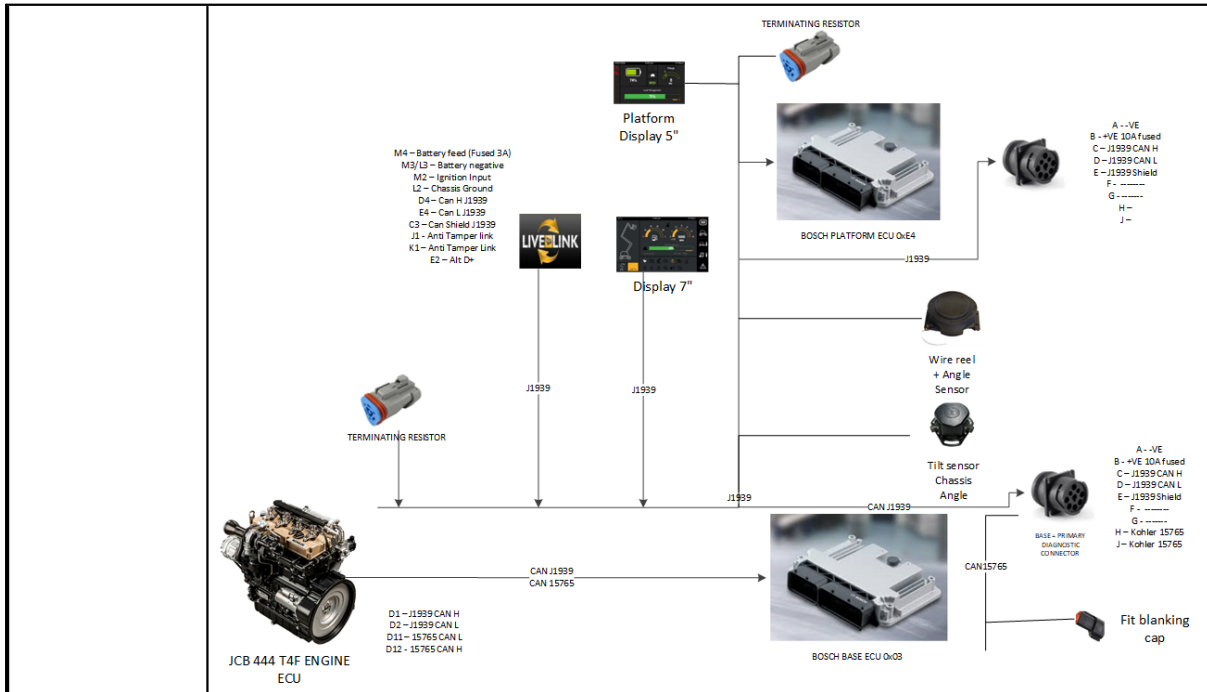 TERMINATING RESISTOR
Platform
Display 5"
A - -VE
B - +VE 10A fused
C – J1939 CAN H
D – J1939 CAN L
E – J1939 Shield
F - --------
G - --------
H –
J –
BOSCH PLATFORM ECU 0xE4
J1939
M4 – Battery feed (Fused 3A)
M3/L3 – Battery negative
M2 – Ignition Input
L2 – Chassis Ground
D4 – Can H J1939
E4 – Can L J1939
C3 – Can Shield J1939
J1 - Anti Tamper link
K1 – Anti Tamper Link
E2 – Alt D+
LIVELINK
Display 7"
Wire reel
+ Angle
Sensor
J1939
J1939
TERMINATING RESISTOR
Tilt sensor
Chassis
Angle
J1939
CAN J1939
A - -VE
B - +VE 10A fused
C – J1939 CAN H
D – J1939 CAN L
E – J1939 Shield
F - --------
G - --------
H – Kohler 15765
J – Kohler 15765
BASE – PRIMARY
DIAGNOSTIC
CONNECTOR
CAN15765
CAN J1939
CAN 15765
D1 – J1939 CAN H
D2 – J1939 CAN L
D11 – 15765 CAN L
D12 - 15765 CAN H
JCB 444 T4F ENGINE
ECU
BOSCH BASE ECU 0x03
Fit blanking
cap